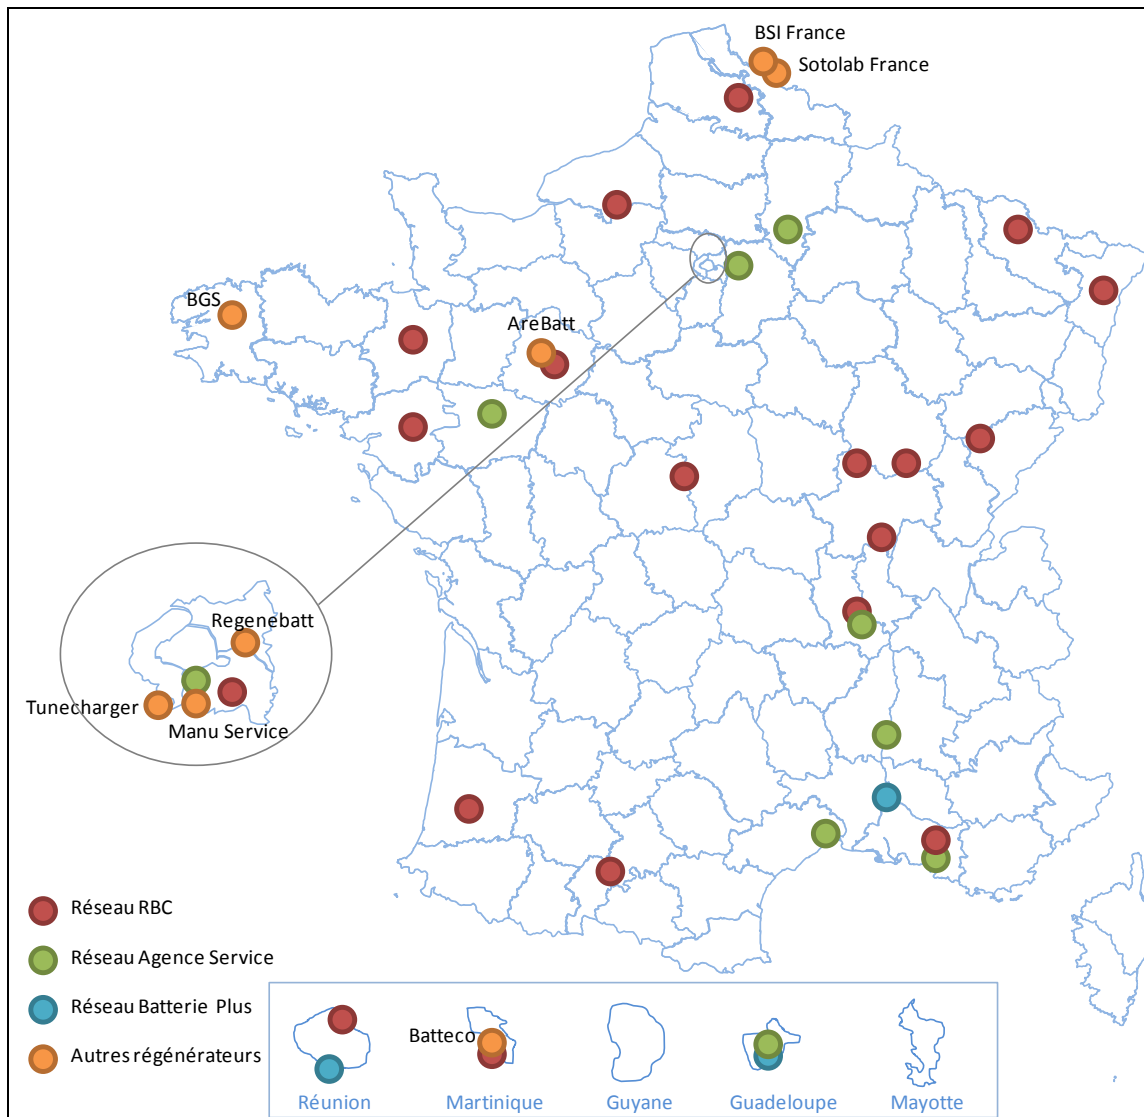 BSI France
Sotolab France
BGS
AreBatt
Regenebatt
Tunecharger
Manu Service
Réseau RBC
Réseau Agence Service
Réseau Batterie Plus
Autres régénérateurs
Batteco
Réunion
Martinique
Guyane
Guadeloupe
Mayotte